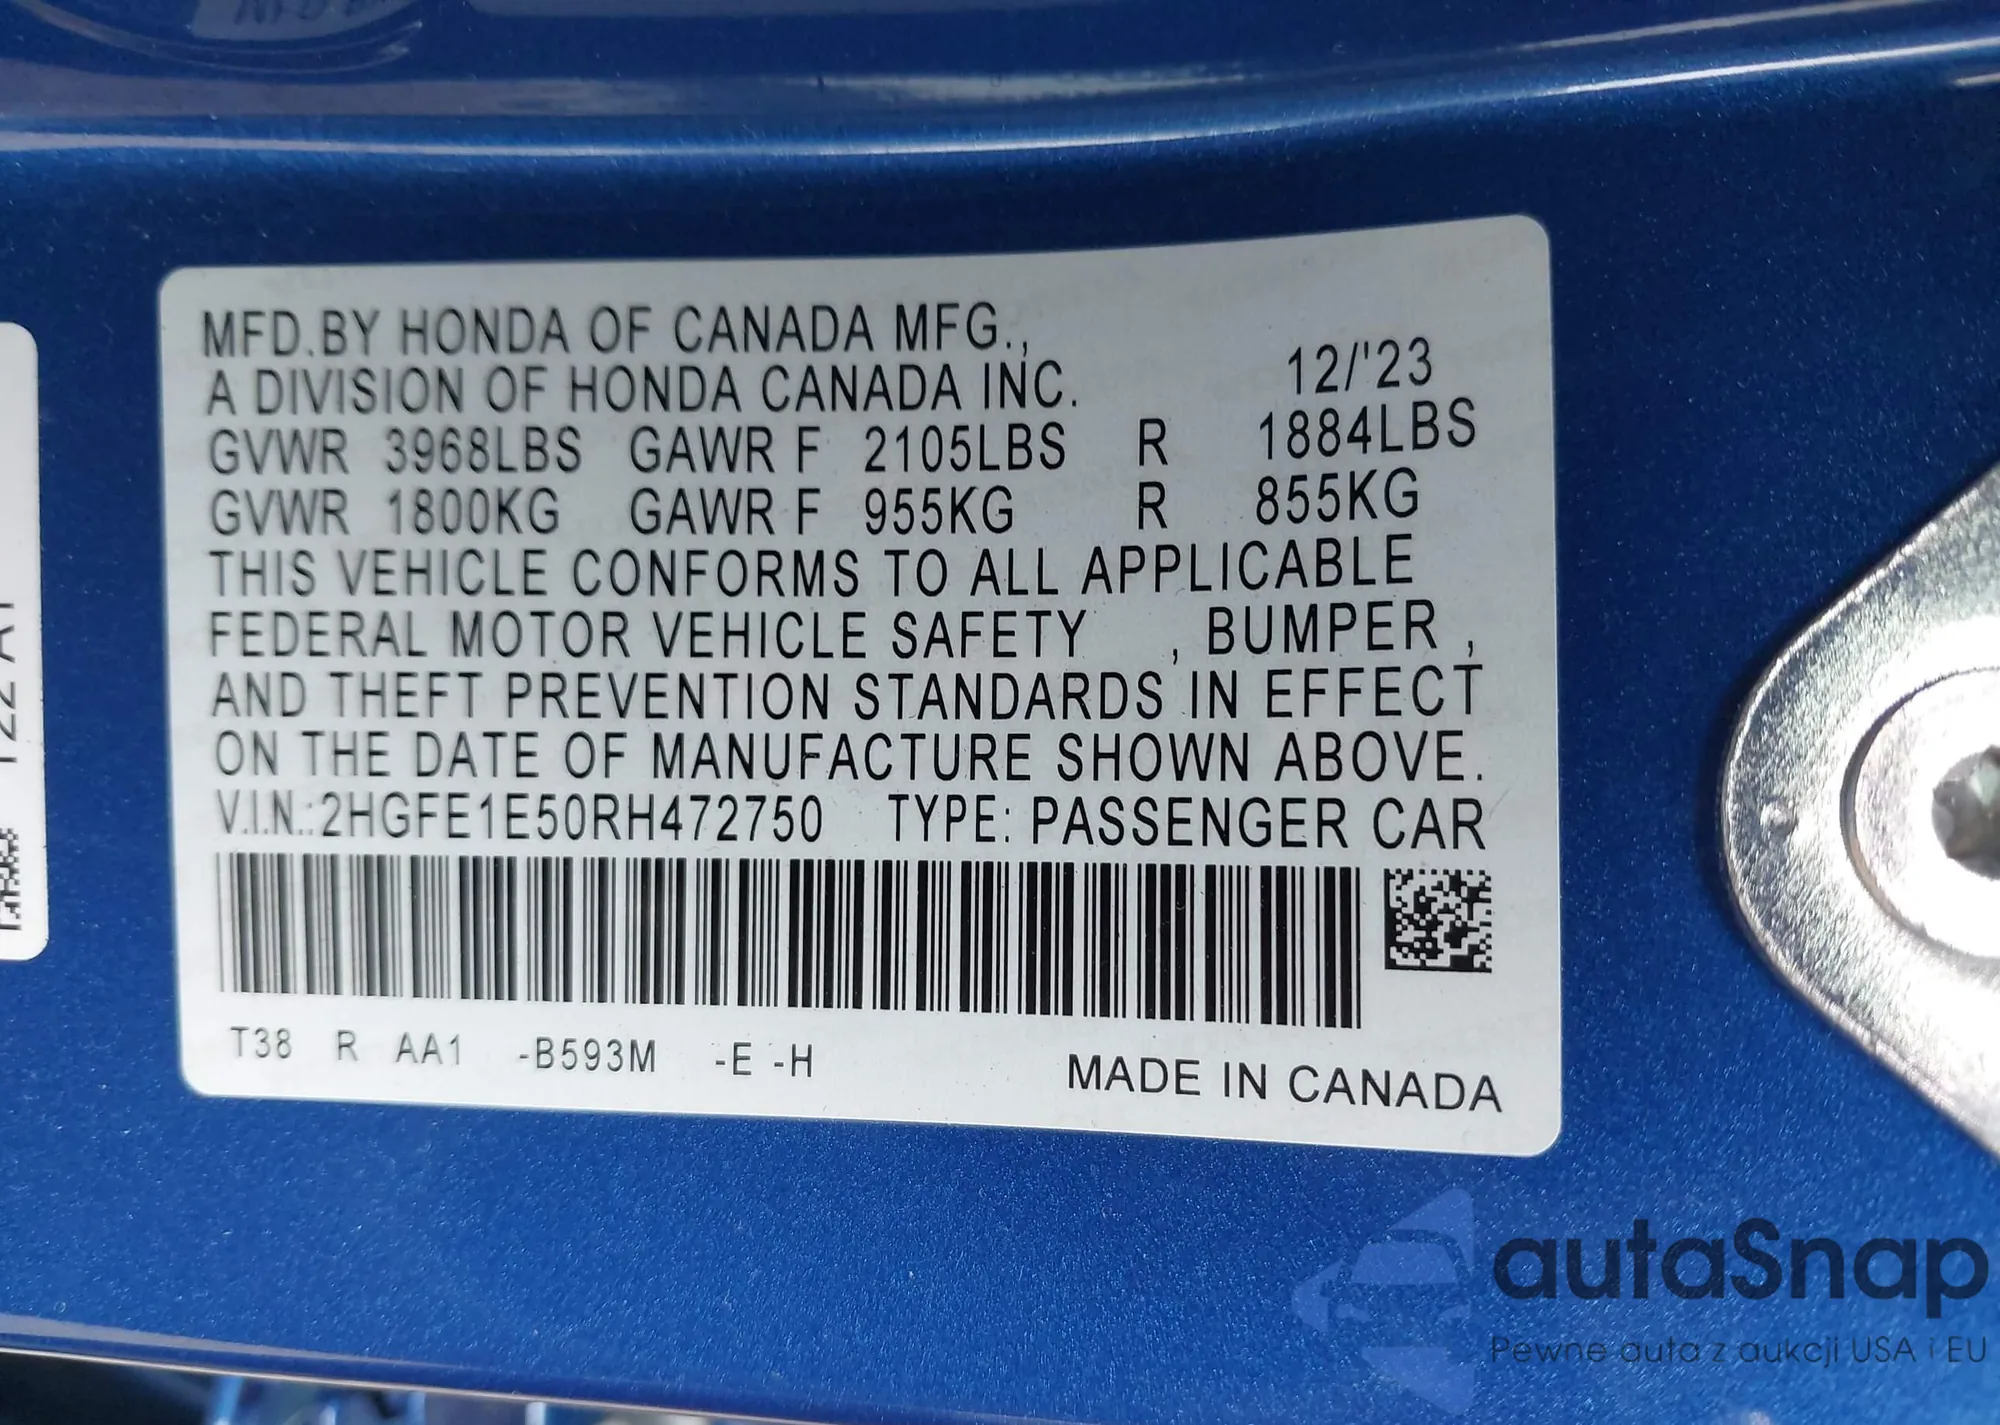 MFD.BY HONDA OF CANADA MFG.,
A DIVISION OF HONDA CANADA INC. 12/'23
GVWR 3968LBS GAWR F 2105LBS R 1884LBS
GVWR 1800KG GAWR F 955KG R 855KG
THIS VEHICLE CONFORMS TO ALL APPLICABLE
FEDERAL MOTOR VEHICLE SAFETY , BUMPER ,
AND THEFT PREVENTION STANDARDS IN EFFECT
ON THE DATE OF MANUFACTURE SHOWN ABOVE.
V.I.N.:2HGFE1E50RH472750 TYPE: PASSENGER CAR
T38 R AA1 -B593M -E -H
MADE IN CANADA
autaSnap
Pewne auta z aukcji USA i EU